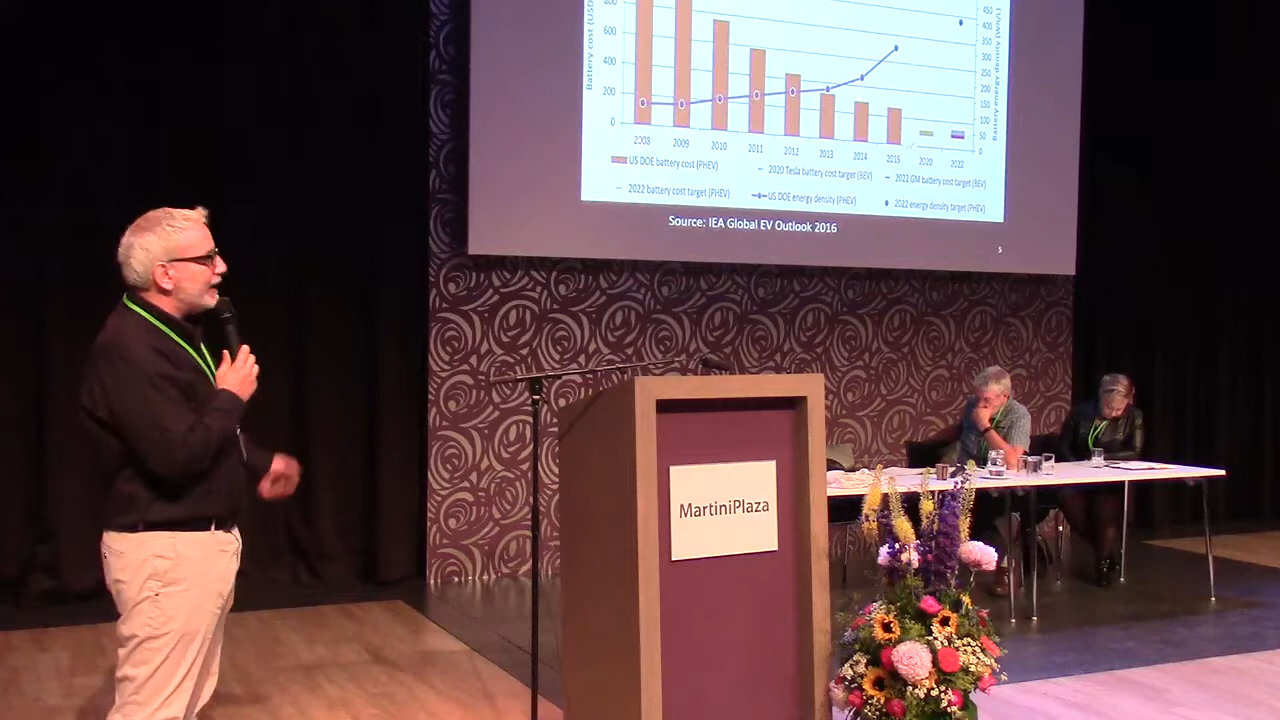 800
600
400
200
0
Battery cost (USD
450
400
350
300
250
200
150
100
50
0
Battery energy density (Wh/L)
2008 2009 2010 2011 2012 2013 2014 2015 2020 2022
US DOE battery cost (PHEV) 2020 Tesla battery cost target (BEV) 2022 GM battery cost target (BEV)
2022 battery cost target (PHEV) US DOE energy density (PHEV) 2022 energy density target (PHEV)
Source: IEA Global EV Outlook 2016
5
MartiniPlaza